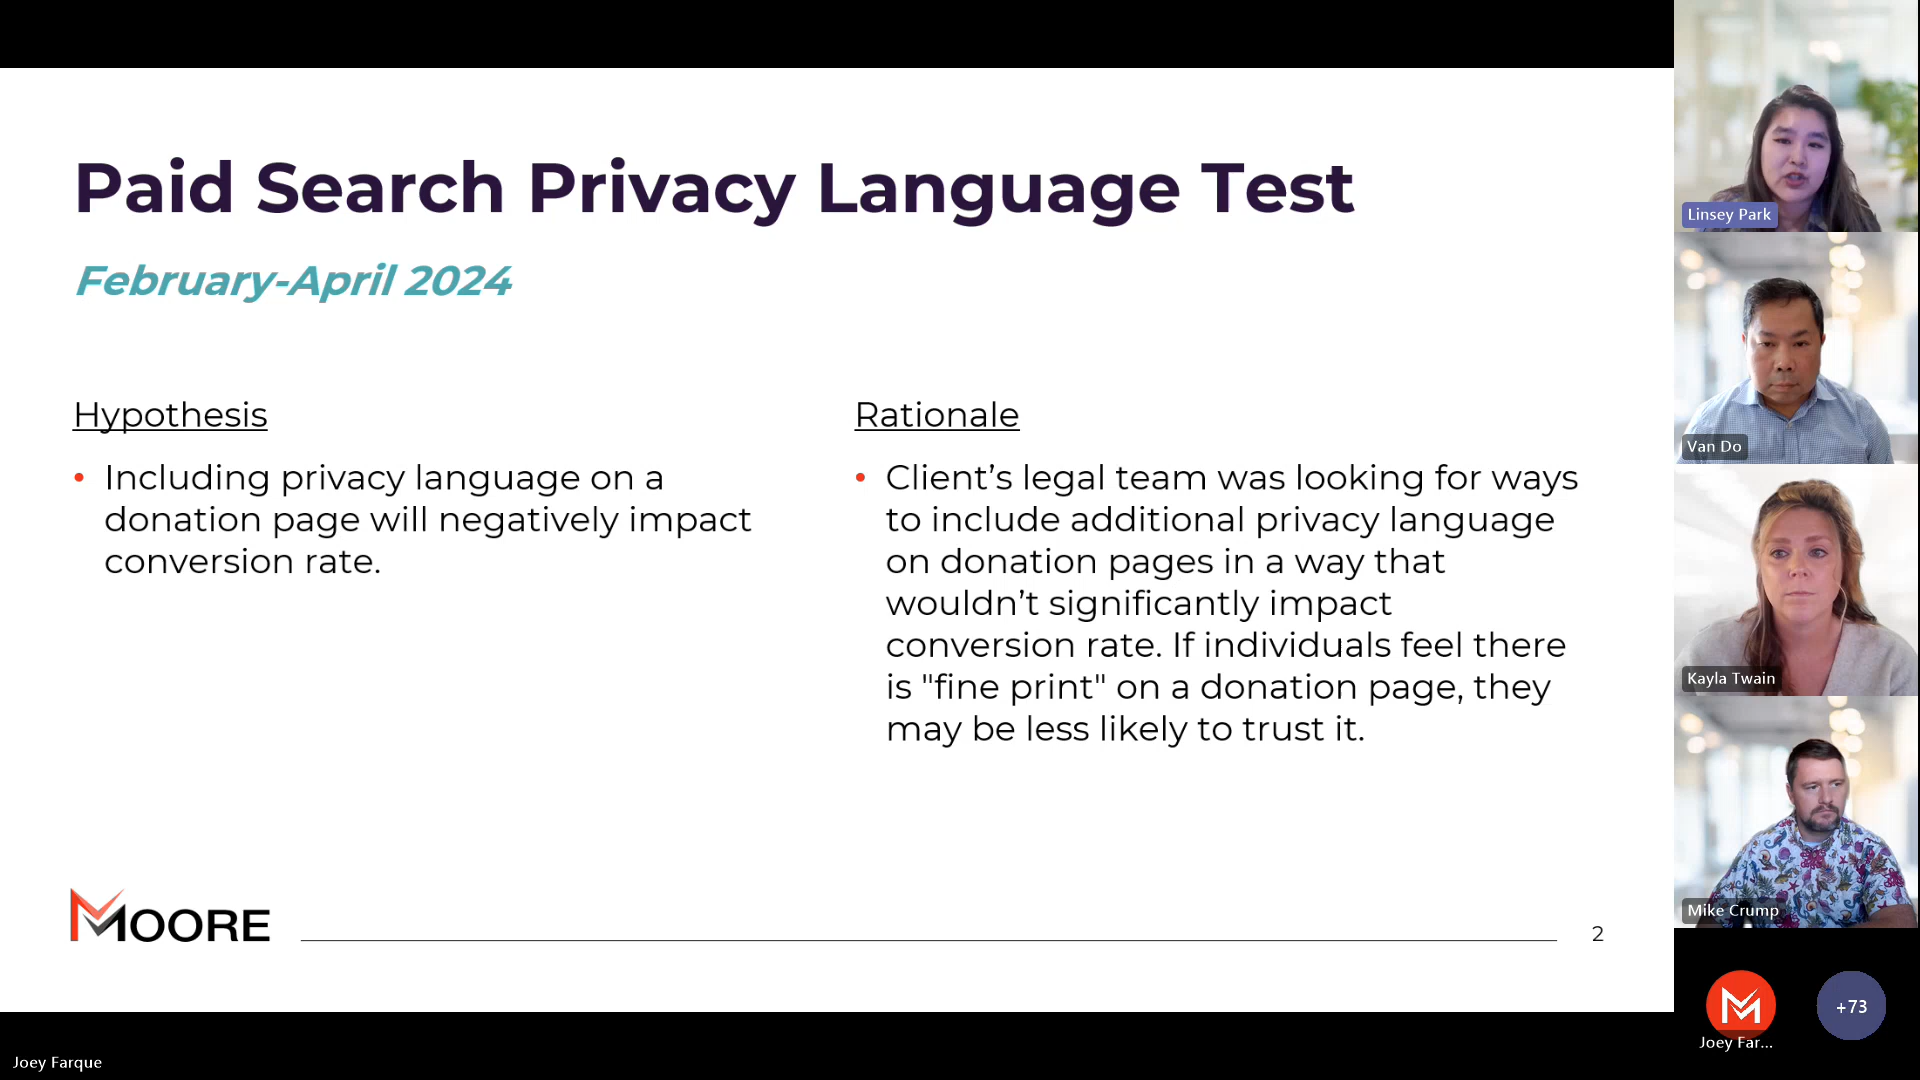 Paid Search Privacy Language Test
February-April 2024
Hypothesis
• Including privacy language on a
donation page will negatively impact
conversion rate.
Rationale
• Client’s legal team was looking for ways
to include additional privacy language
on donation pages in a way that
wouldn’t significantly impact
conversion rate. If individuals feel there
is "fine print" on a donation page, they
may be less likely to trust it.
MOORE
2
Linsey Park
Van Do
Kayla Twain
Mike Crump
Joey Far...
+73
Joey Farque